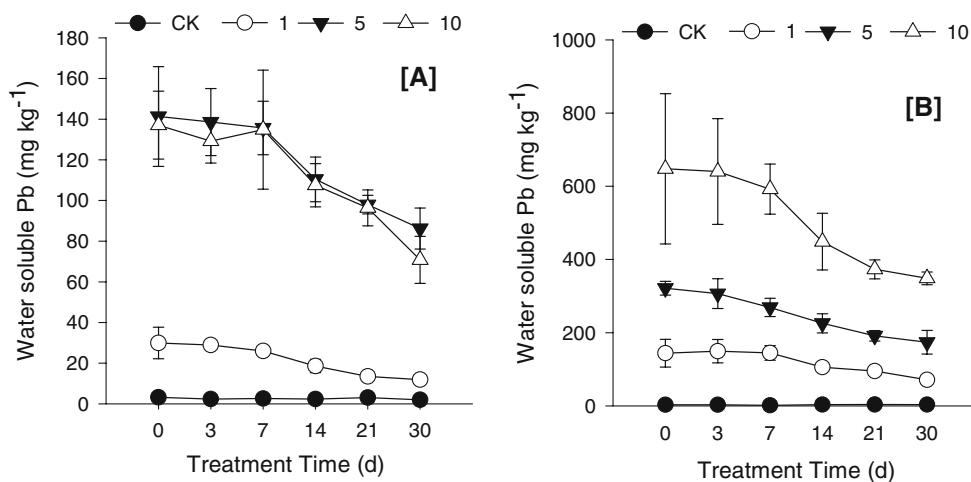 CK 1 5 10
[A]
Water soluble Pb (mg kg⁻¹)
180
160
140
120
100
80
60
40
20
0
0 3 7 14 21 30
Treatment Time (d)
CK 1 5 10
[B]
Water soluble Pb (mg kg⁻¹)
1000
800
600
400
200
0
0 3 7 14 21 30
Treatment Time (d)